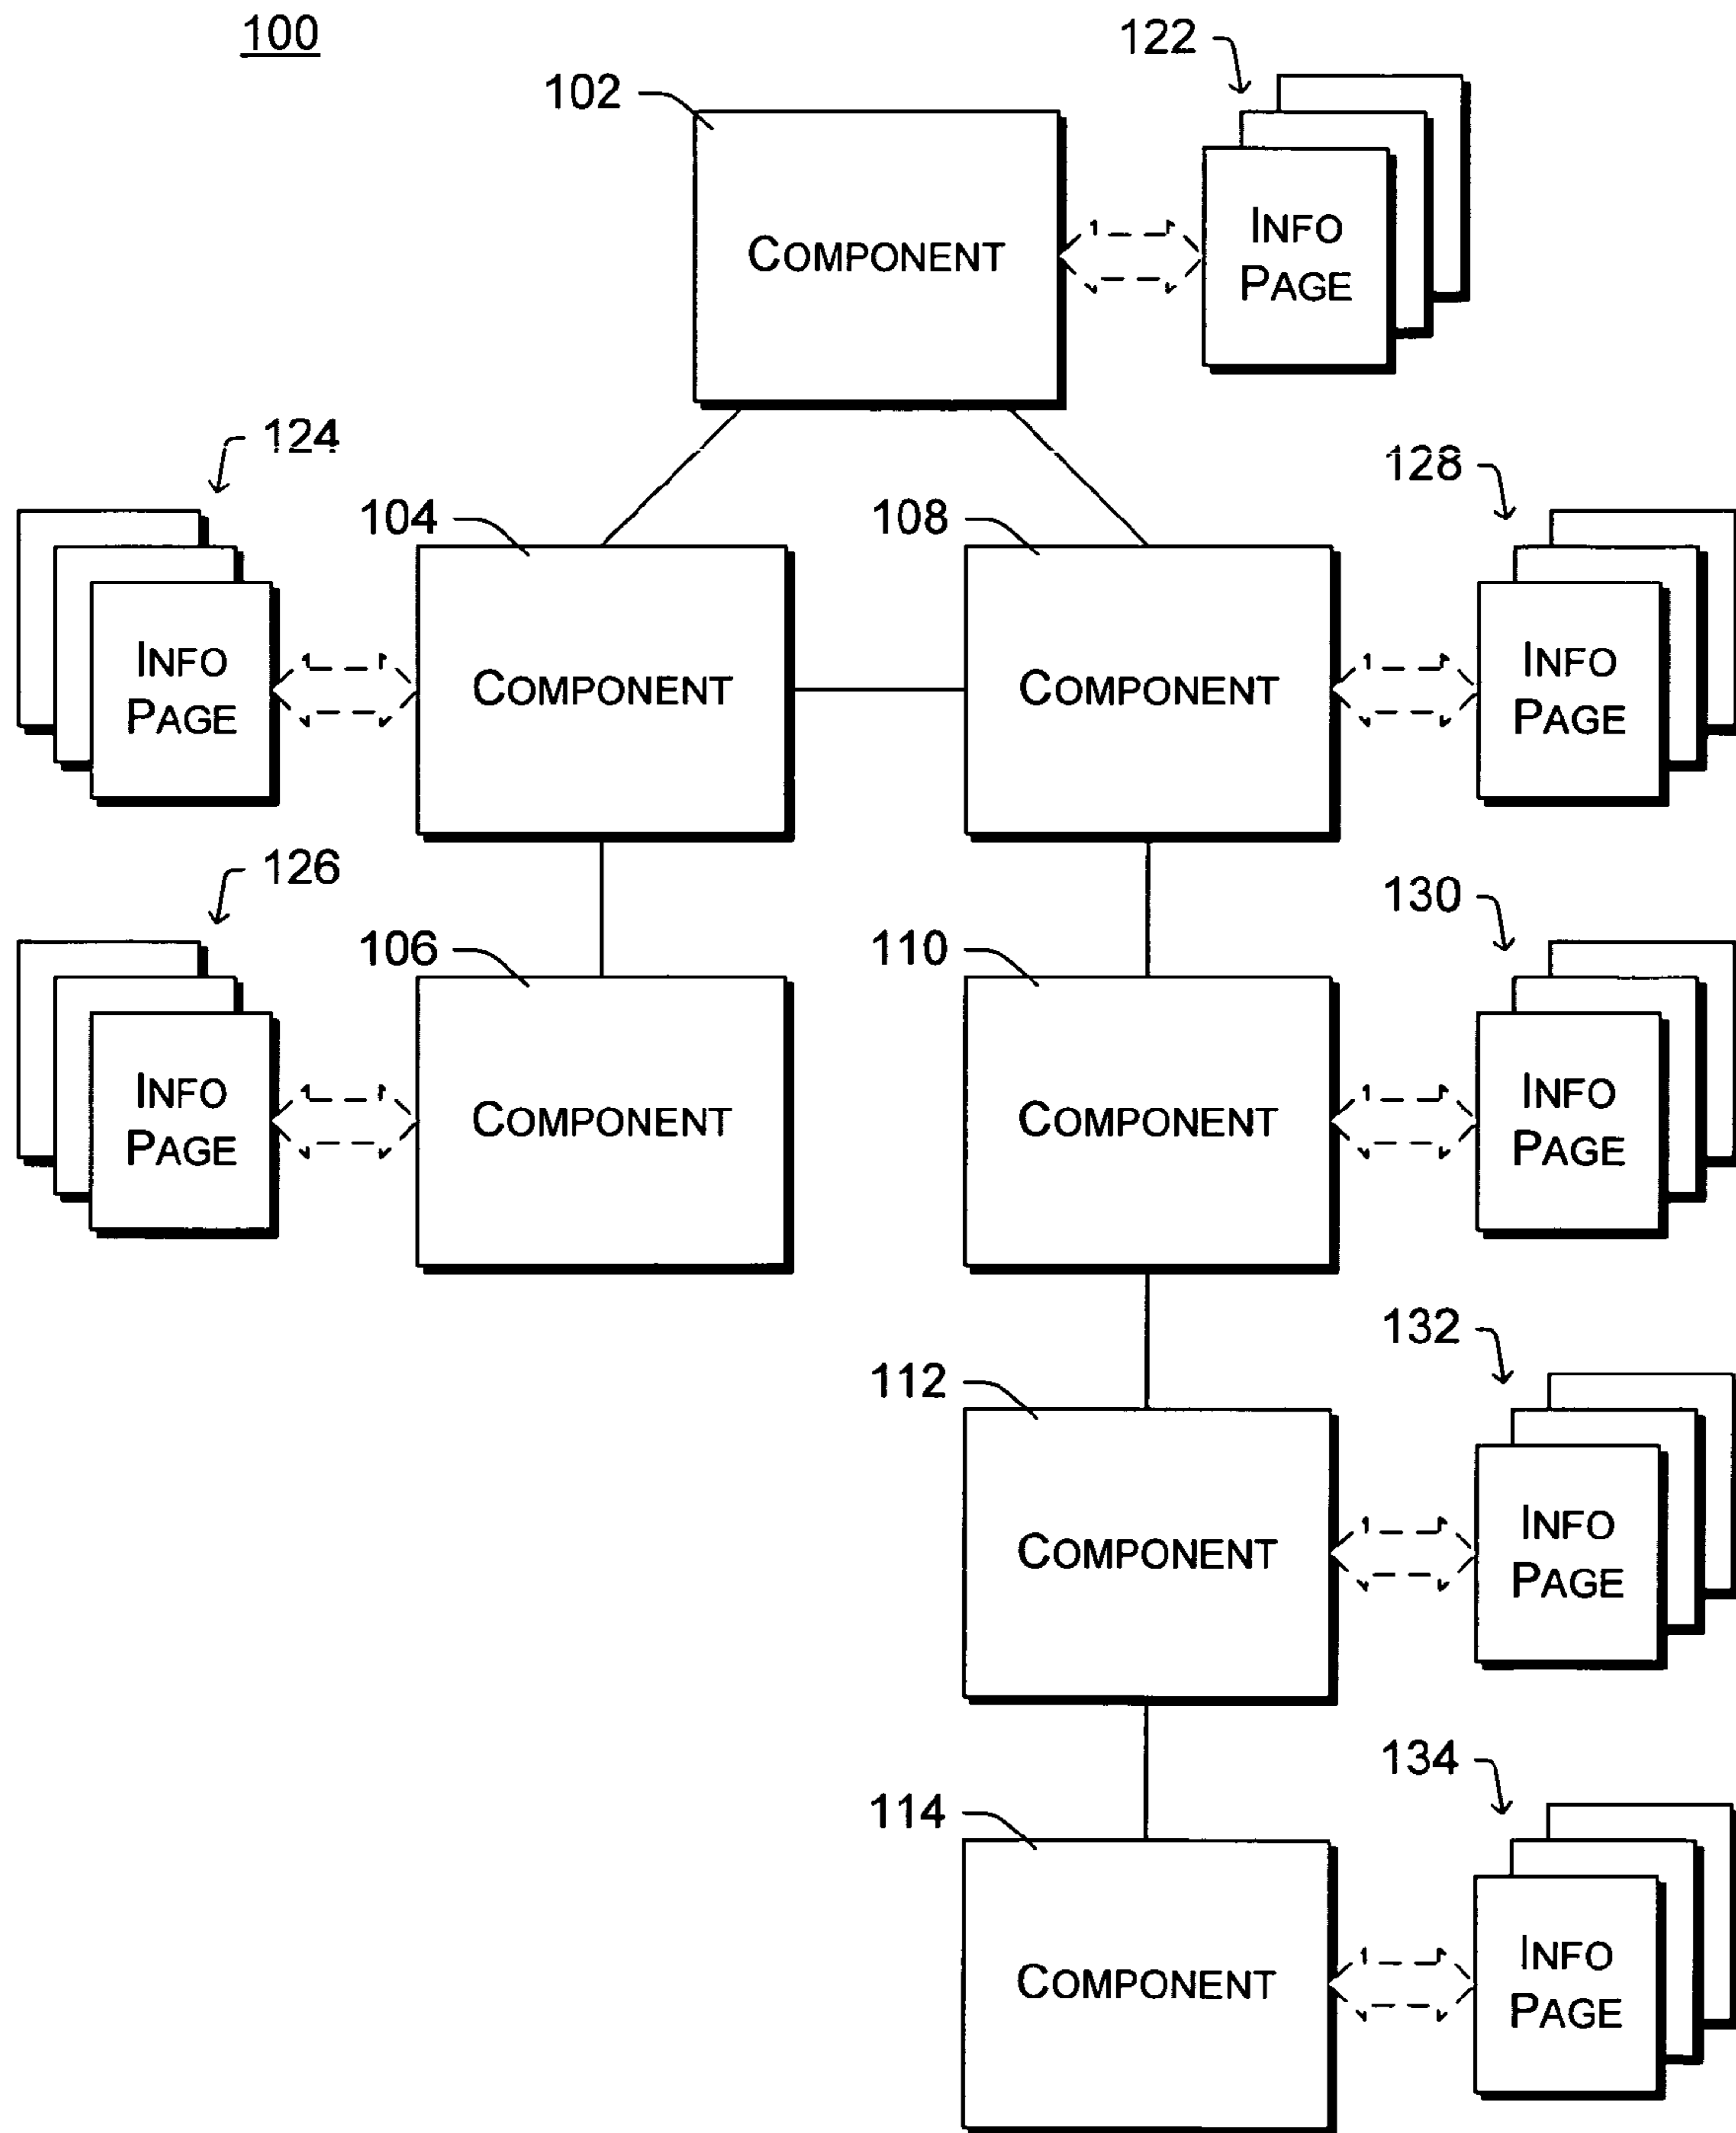 100
122
102
COMPONENT
INFO
PAGE
124
128
104
108
INFO
PAGE
COMPONENT
COMPONENT
INFO
PAGE
126
130
106
110
INFO
PAGE
COMPONENT
COMPONENT
INFO
PAGE
132
112
COMPONENT
INFO
PAGE
134
114
COMPONENT
INFO
PAGE